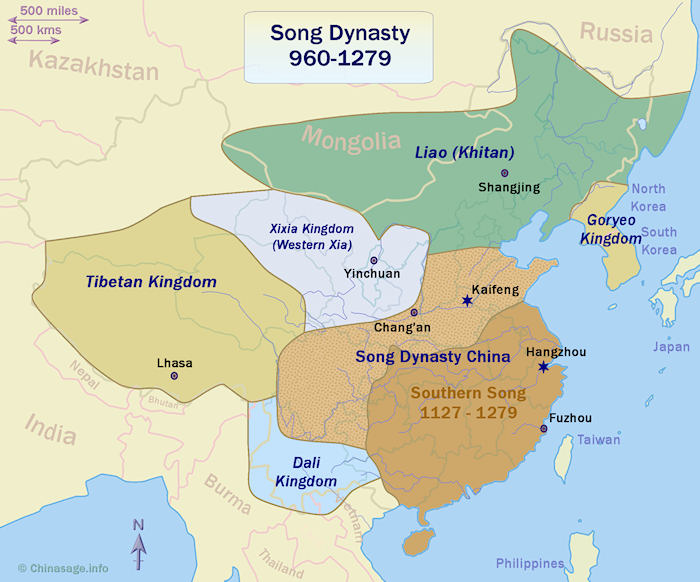 500 miles
500 kms
Song Dynasty
960-1279
Russia
Kazakhstan
Mongolia
Liao (Khitan)
Shangjing
North
Korea
Goryeo
Kingdom
South
Korea
Xixia Kingdom
(Western Xia)
Yinchuan
Tibetan Kingdom
Kaifeng
Chang'an
Japan
Lhasa
Song Dynasty China
Hangzhou
Nepal
Bhutan
Southern Song
1127 - 1279
Fuzhou
India
Taiwan
Dali
Kingdom
Burma
Vietnam
Laos
N
Thailand
Philippines
© Chinasage.info